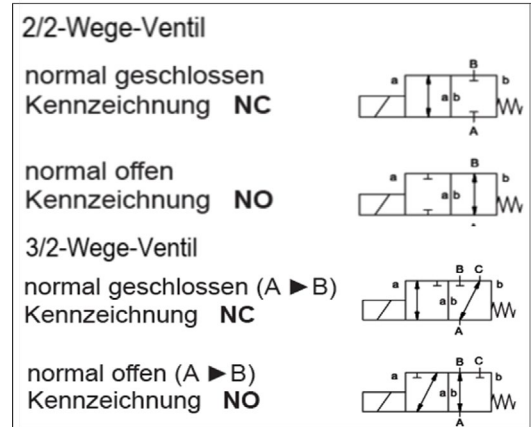 2/2-Wege-Ventil
normal geschlossen
Kennzeichnung NC
B
a b
a b
A
normal offen
Kennzeichnung NO
B
a b
a b
3/2-Wege-Ventil
normal geschlossen (A ► B)
Kennzeichnung NC
B C
a b
a b
A
normal offen (A ► B)
Kennzeichnung NO
B C
a b
a b
A